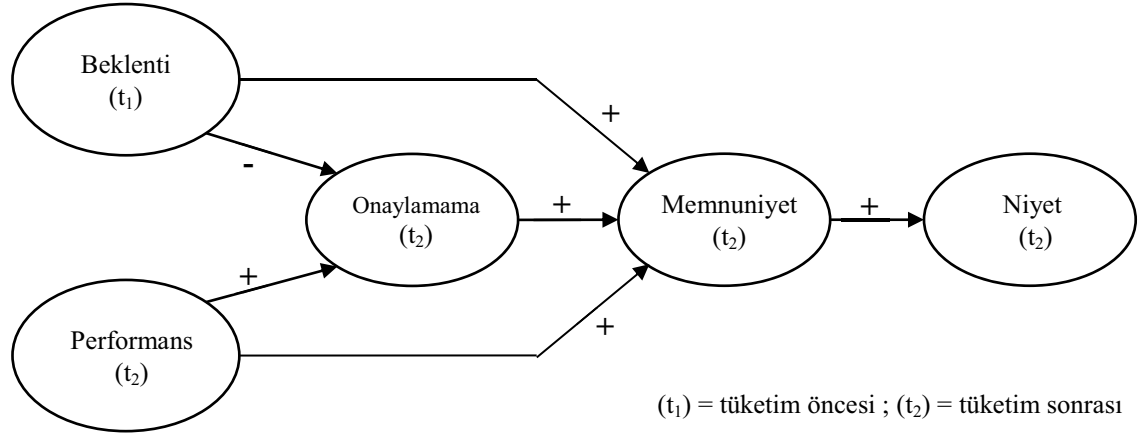 Beklenti
(t₁)
+
-
Onaylamama
(t₂)
+
Memnuniyet
(t₂)
+
Niyet
(t₂)
+
Performans
(t₂)
+
(t₁) = tüketim öncesi ; (t₂) = tüketim sonrası